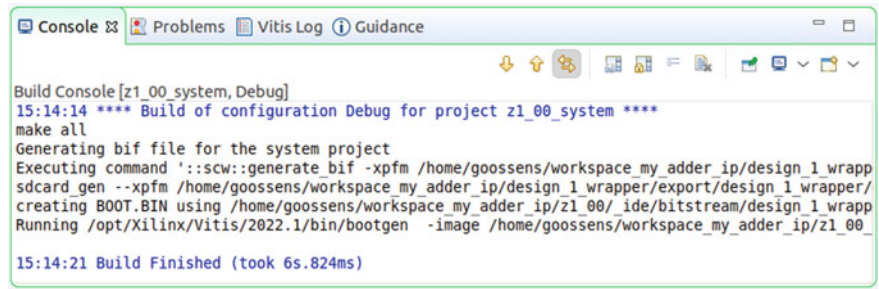 Console Problems Vitis Log Guidance
Build Console [z1_00_system, Debug]
15:14:14 **** Build of configuration Debug for project z1_00_system ****
make all
Generating bif file for the system project
Executing command '::scw::generate_bif -xpfm /home/goossens/workspace_my_adder_ip/design_1_wrapp
sdcard_gen --xpfm /home/goossens/workspace_my_adder_ip/design_1_wrapper/export/design_1_wrapper/
creating BOOT.BIN using /home/goossens/workspace_my_adder_ip/z1_00/_ide/bitstream/design_1_wrapp
Running /opt/Xilinx/Vitis/2022.1/bin/bootgen  -image /home/goossens/workspace_my_adder_ip/z1_00_
15:14:21 Build Finished (took 6s.824ms)